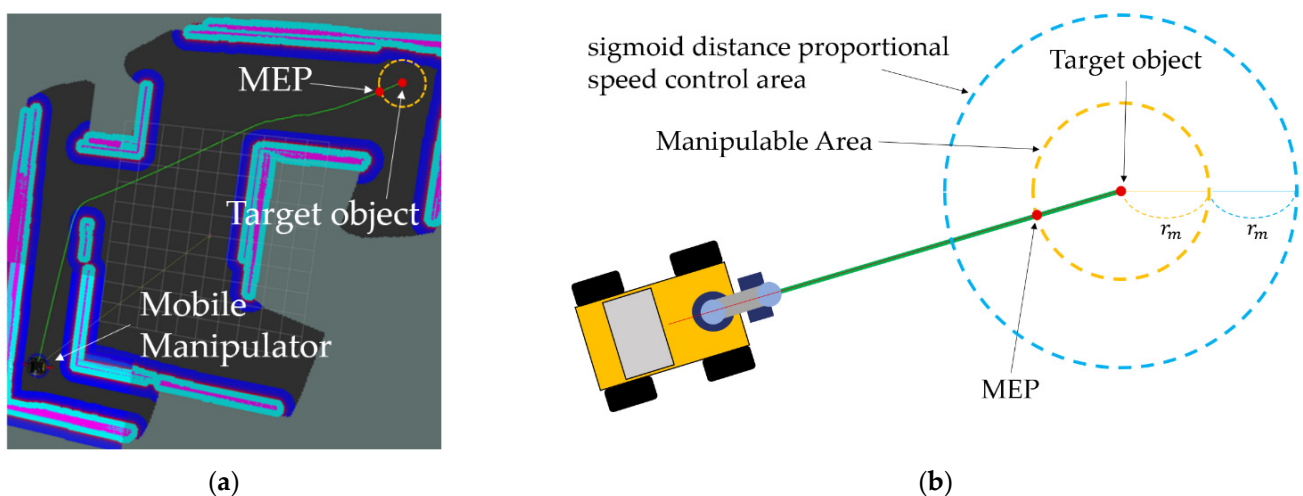 MEP
Target object
Mobile
Manipulator
(a)
sigmoid distance proportional
speed control area
Target object
Manipulable Area
r_m
r_m
MEP
(b)